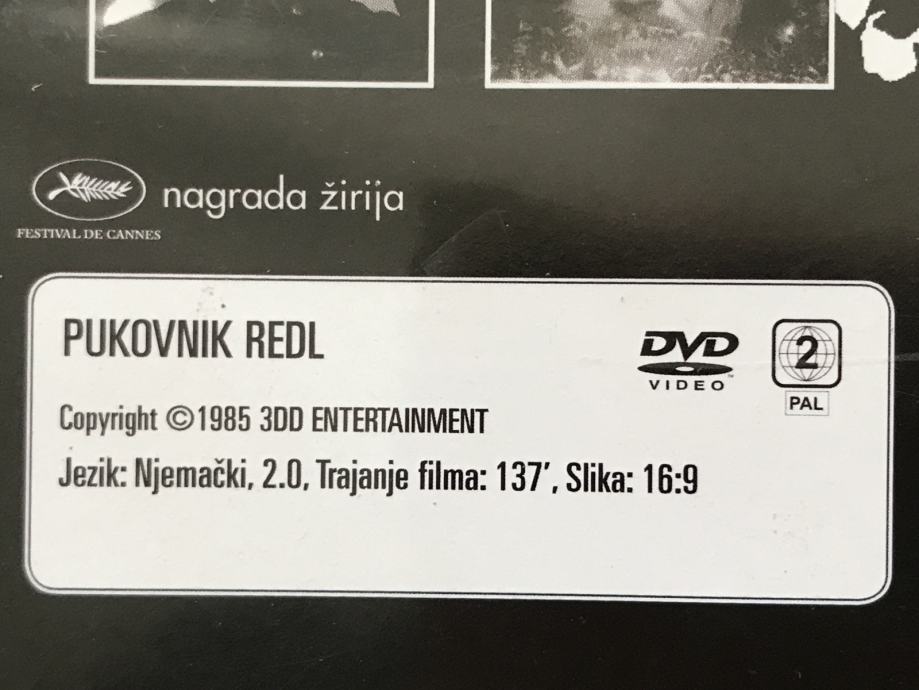 nagrada žirija
FESTIVAL DE CANNES
PUKOVNIK REDL
DVD
VIDEO™
2
PAL
Copyright ©1985 3DD ENTERTAINMENT
Jezik: Njemački, 2.0, Trajanje filma: 137′, Slika: 16:9